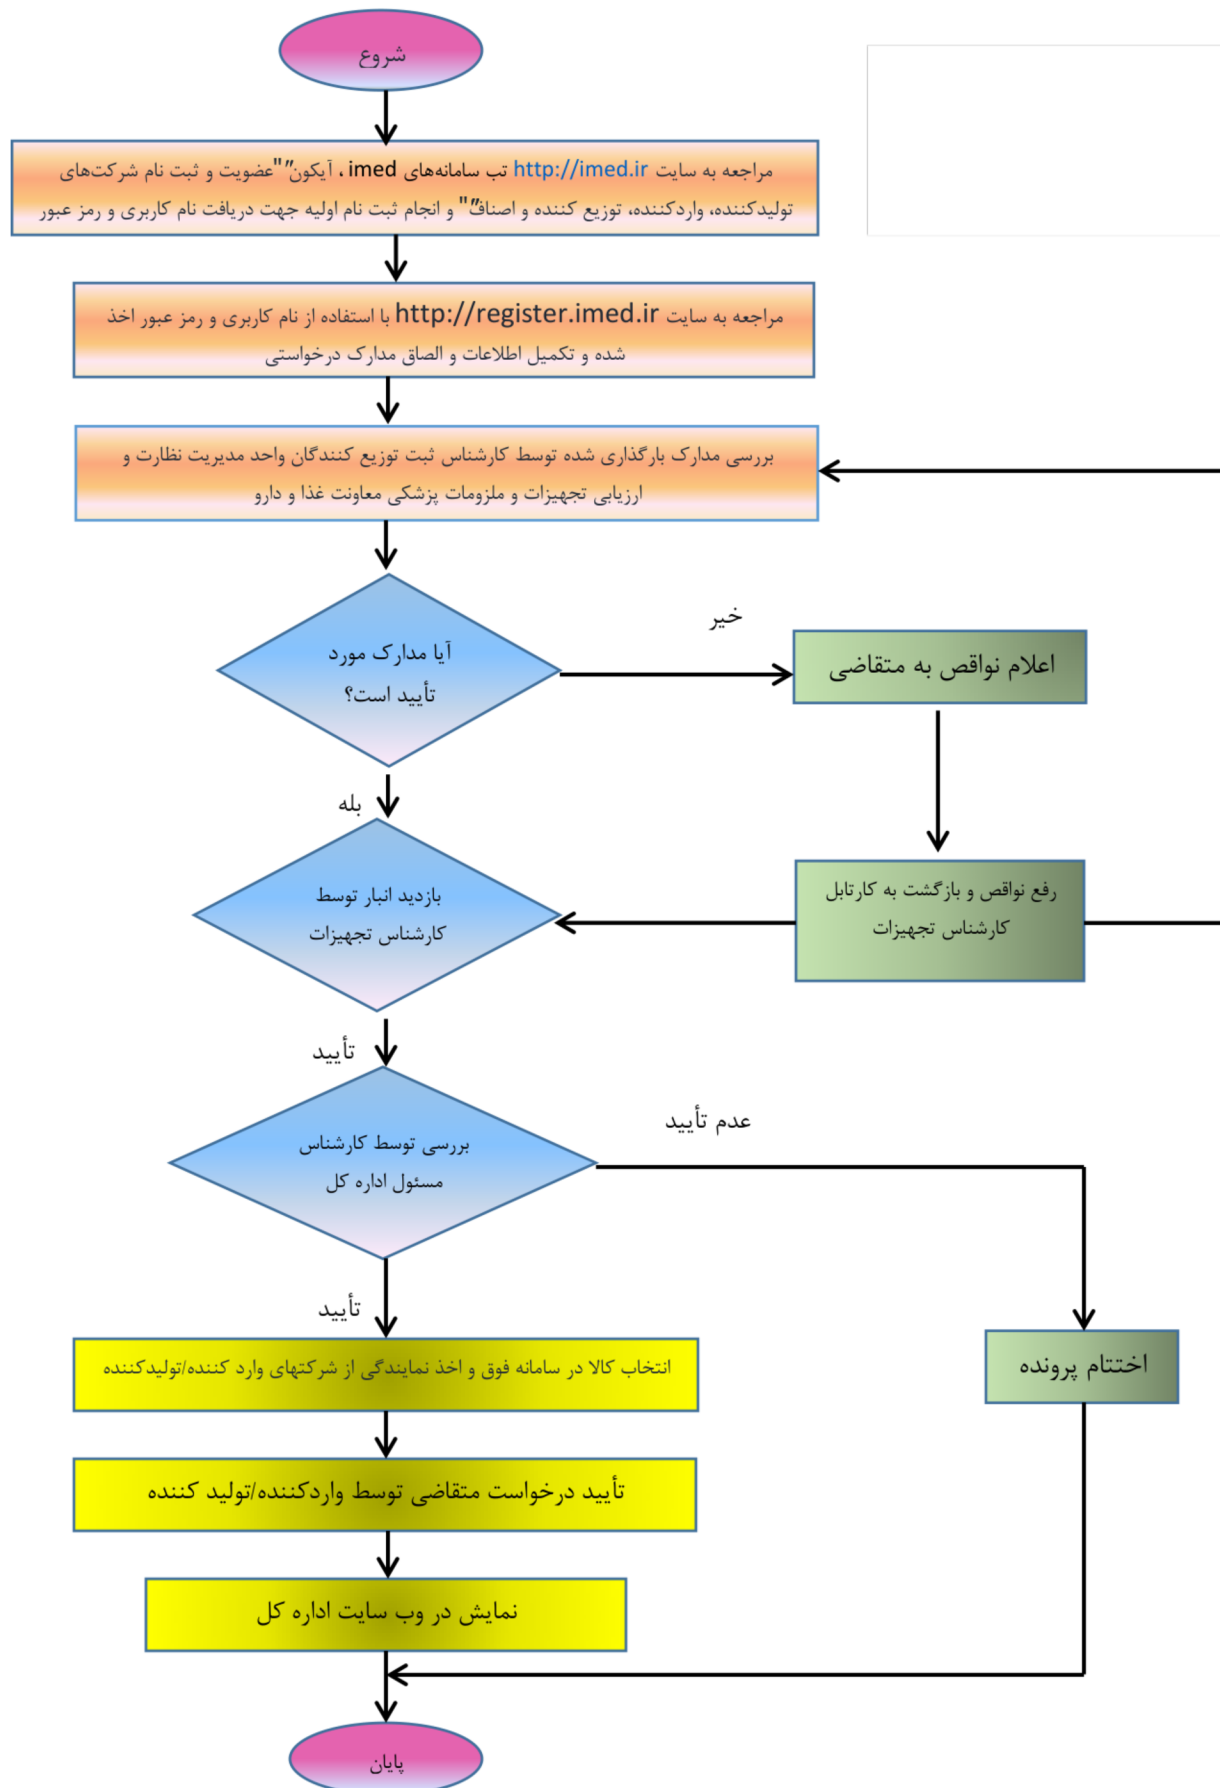 شروع
مراجعه به سایت http://imed.ir تب سامانه‌های imed ، آیکون"″عضویت و ثبت نام شرکت‌های
تولیدکننده، واردکننده، توزیع کننده و اصناف″" و انجام ثبت نام اولیه جهت دریافت نام کاربری و رمز عبور
مراجعه به سایت http://register.imed.ir با استفاده از نام کاربری و رمز عبور اخذ
شده و تکمیل اطلاعات و الصاق مدارک درخواستی
بررسی مدارک بارگذاری شده توسط کارشناس ثبت توزیع کنندگان واحد مدیریت نظارت و
ارزیابی تجهیزات و ملزومات پزشکی معاونت غذا و دارو
آیا مدارک مورد
تأیید است؟
خیر
اعلام نواقص به متقاضی
بله
بازدید انبار توسط
کارشناس تجهیزات
رفع نواقص و بازگشت به کارتابل
کارشناس تجهیزات
تأیید
بررسی توسط کارشناس
مسئول اداره کل
عدم تأیید
تأیید
انتخاب کالا در سامانه فوق و اخذ نمایندگی از شرکتهای وارد کننده/تولیدکننده
اختتام پرونده
تأیید درخواست متقاضی توسط واردکننده/تولید کننده
نمایش در وب سایت اداره کل
پایان